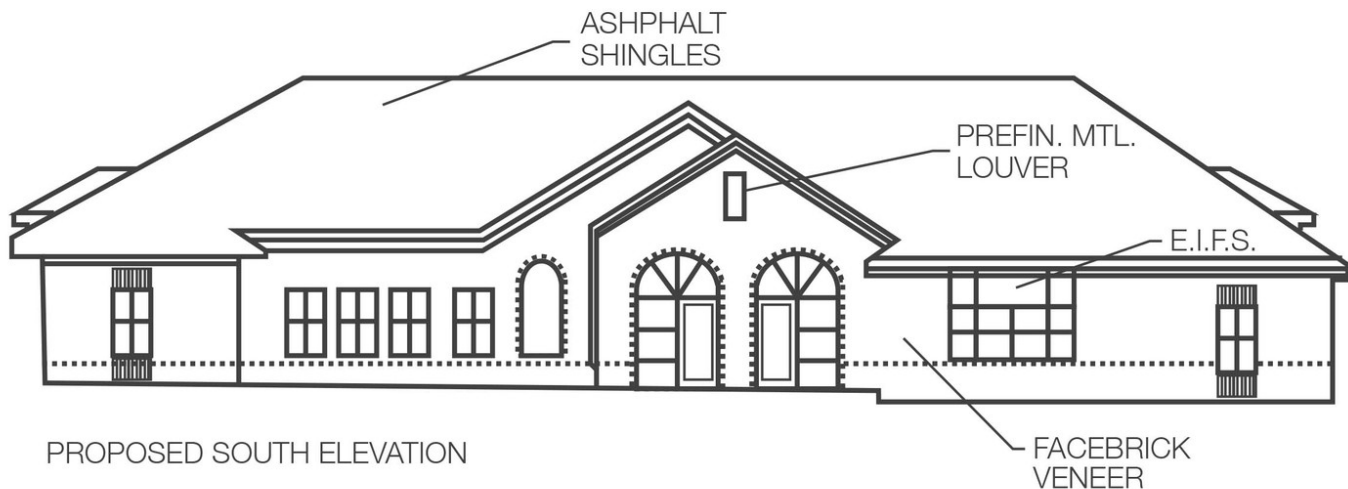 ASHPHALT
SHINGLES
PREFIN. MTL.
LOUVER
E.I.F.S.
FACEBRICK
VENEER
PROPOSED SOUTH ELEVATION